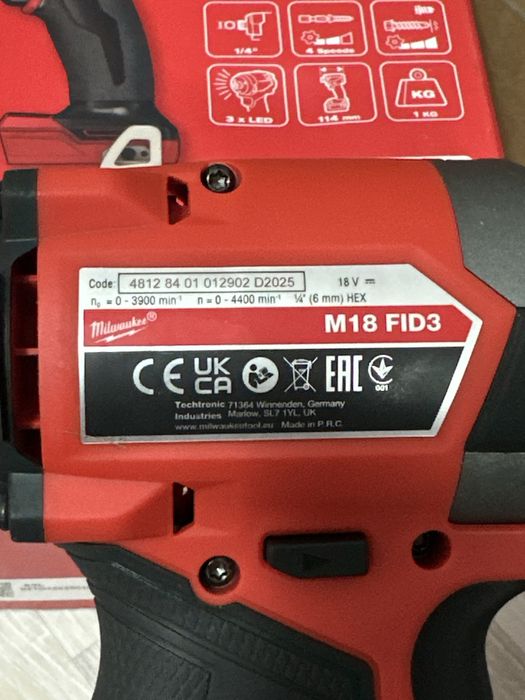 1/4"
4 Speeds
3 x LED
114 mm
KG
1 KG
Code: 4812 84 01 012902 D2025
18 V
n₀ = 0 - 3900 min⁻¹ n = 0 - 4400 min⁻¹ ¼" (6 mm) HEX
Milwaukee®
M18 FID3
CE UK CA EAC 001
Techtronic 71364 Winnenden, Germany
Industries Marlow, SL7 1YL, UK
www.milwaukeetool.eu Made in P.R.C.